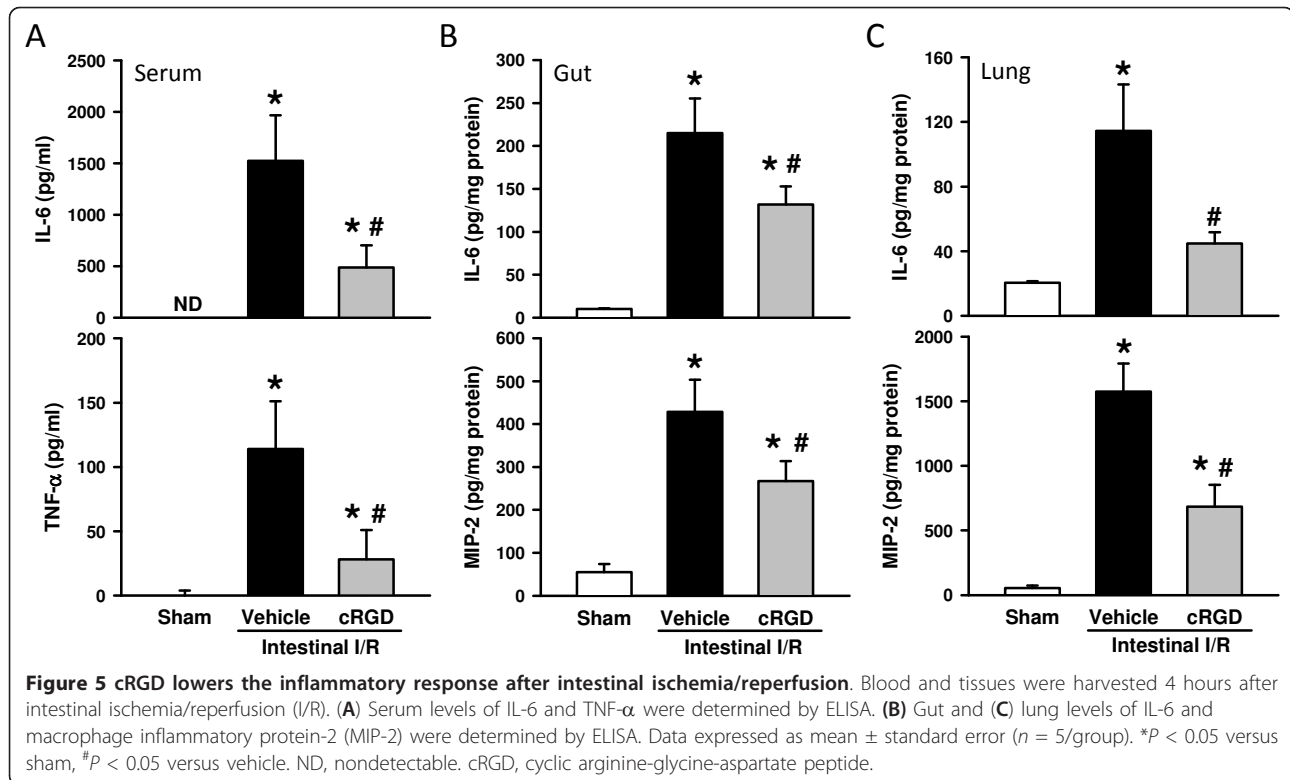 A
B
C
Serum
Gut
Lung
2500
2000
1500
1000
500
0
IL-6 (pg/ml)
ND
*
* #
300
250
200
150
100
50
0
IL-6 (pg/mg protein)
*
* #
160
120
80
40
0
IL-6 (pg/mg protein)
*
#
200
150
100
50
0
TNF-α (pg/ml)
*
* #
Sham
Vehicle
cRGD
Intestinal I/R
600
500
400
300
200
100
0
MIP-2 (pg/mg protein)
*
* #
Sham
Vehicle
cRGD
Intestinal I/R
2000
1500
1000
500
0
MIP-2 (pg/mg protein)
*
* #
Sham
Vehicle
cRGD
Intestinal I/R
Figure 5 cRGD lowers the inflammatory response after intestinal ischemia/reperfusion. Blood and tissues were harvested 4 hours after
intestinal ischemia/reperfusion (I/R). (A) Serum levels of IL-6 and TNF-α were determined by ELISA. (B) Gut and (C) lung levels of IL-6 and
macrophage inflammatory protein-2 (MIP-2) were determined by ELISA. Data expressed as mean ± standard error (n = 5/group). *P < 0.05 versus
sham, #P < 0.05 versus vehicle. ND, nondetectable. cRGD, cyclic arginine-glycine-aspartate peptide.